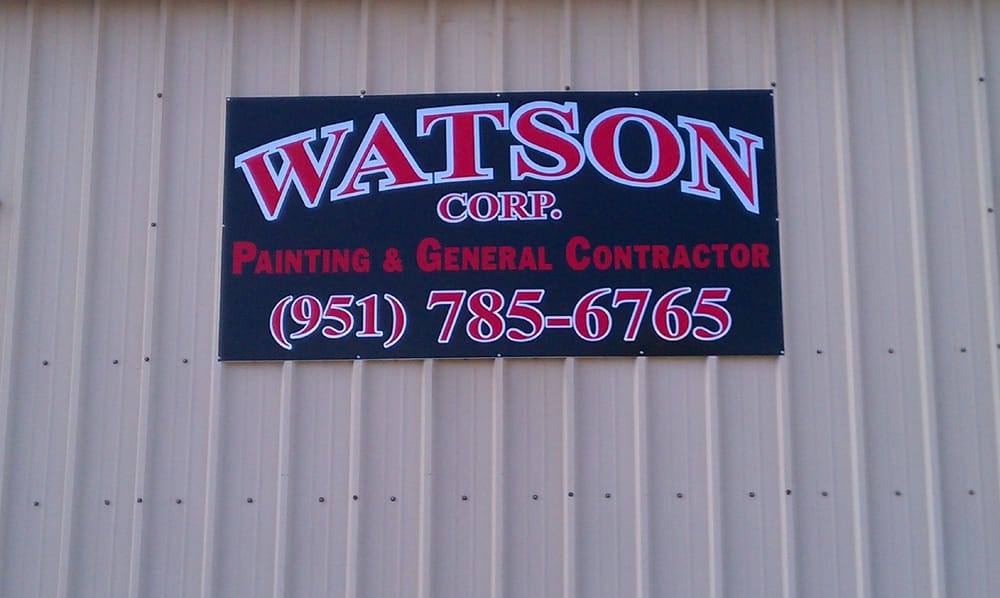 WATSON
CORP.
PAINTING & GENERAL CONTRACTOR
(951) 785-6765